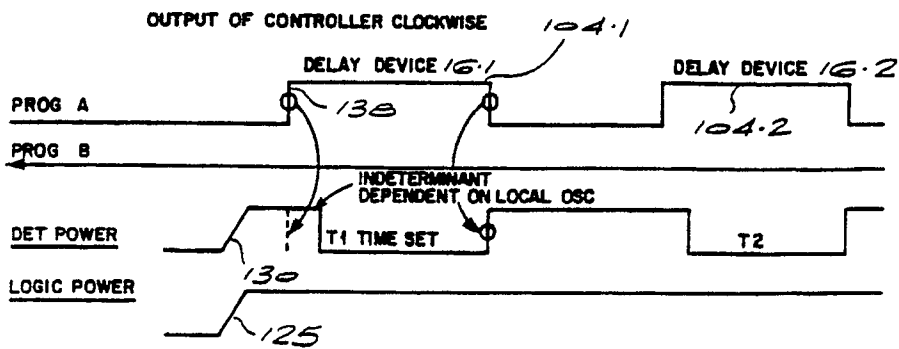 OUTPUT OF CONTROLLER CLOCKWISE
104.1
DELAY DEVICE 16.1
DELAY DEVICE 16.2
138
PROG A
104.2
PROG B
INDETERMINANT
DEPENDENT ON LOCAL OSC
DET POWER
T1 TIME SET
T2
130
LOGIC POWER
125